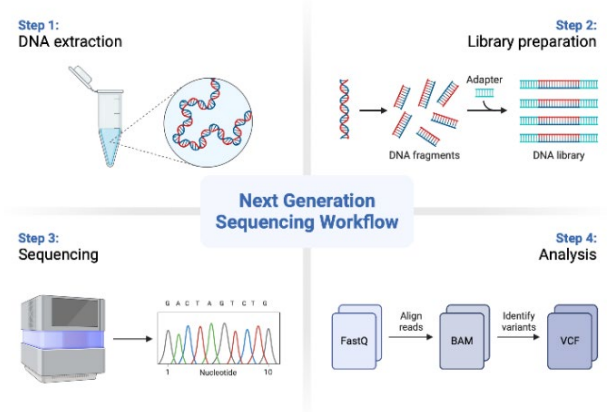 Step 1:
DNA extraction
Step 2:
Library preparation
Adapter
DNA fragments
DNA library
Next Generation
Sequencing Workflow
Step 3:
Sequencing
G A C T A G T C T G
1
Nucleotide
10
Step 4:
Analysis
FastQ
Align
reads
BAM
Identify
variants
VCF